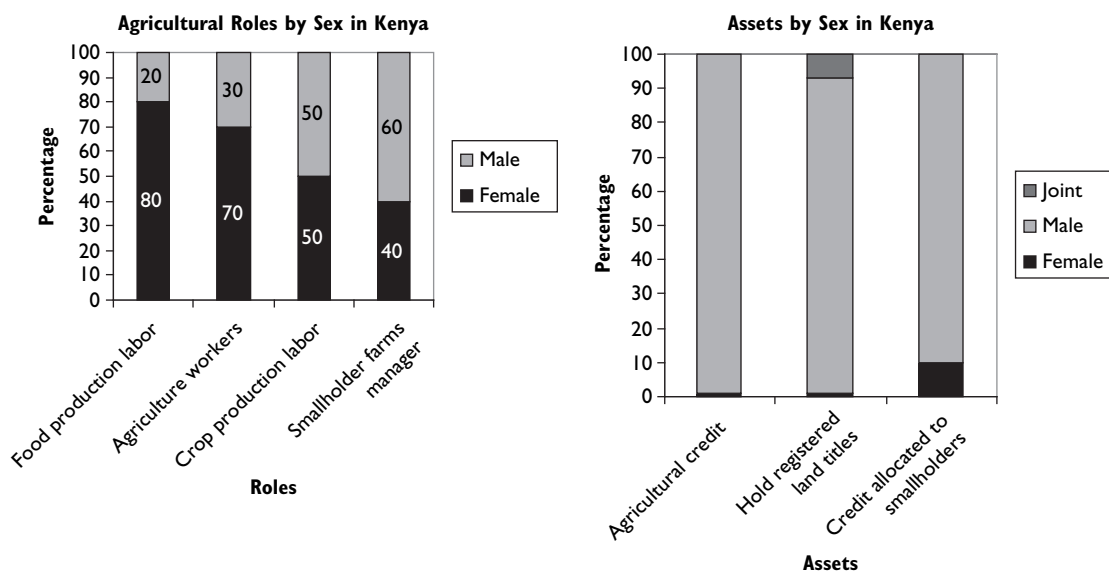 Agricultural Roles by Sex in Kenya
Percentage
100
90
80
70
60
50
40
30
20
10
0
20
80
30
70
50
50
60
40
Food production labor
Agriculture workers
Crop production labor
Smallholder farms
manager
Roles
Male
Female
Assets by Sex in Kenya
Percentage
100
90
80
70
60
50
40
30
20
10
0
Agricultural credit
Hold registered
land titles
Credit allocated to
smallholders
Assets
Joint
Male
Female